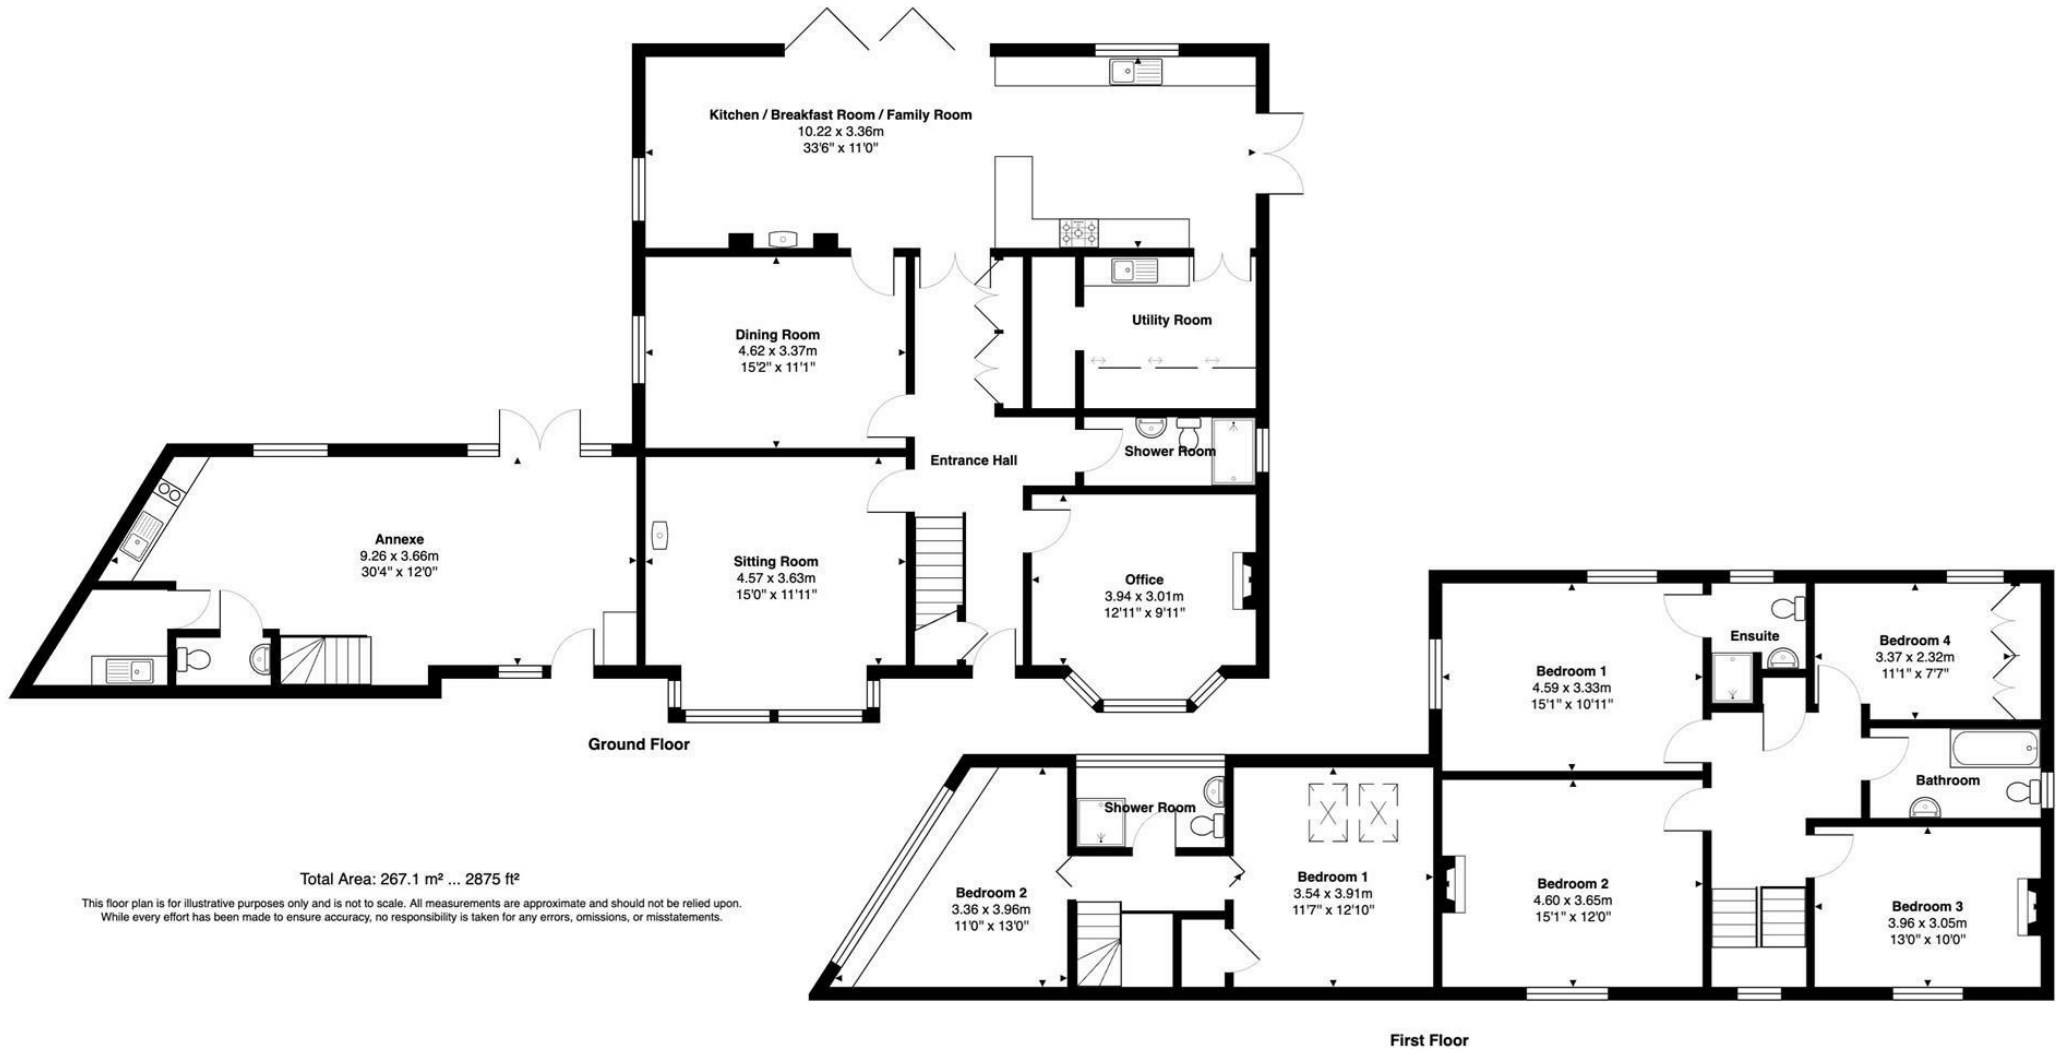 Kitchen / Breakfast Room / Family Room
10.22 x 3.36m
33'6" x 11'0"
Dining Room
4.62 x 3.37m
15'2" x 11'1"
Utility Room
Shower Room
Entrance Hall
Annexe
9.26 x 3.66m
30'4" x 12'0"
Sitting Room
4.57 x 3.63m
15'0" x 11'11"
Office
3.94 x 3.01m
12'11" x 9'11"
Ground Floor
Bedroom 1
4.59 x 3.33m
15'1" x 10'11"
Ensuite
Bedroom 4
3.37 x 2.32m
11'1" x 7'7"
Bathroom
Shower Room
Bedroom 2
3.36 x 3.96m
11'0" x 13'0"
Bedroom 1
3.54 x 3.91m
11'7" x 12'10"
Bedroom 2
4.60 x 3.65m
15'1" x 12'0"
Bedroom 3
3.96 x 3.05m
13'0" x 10'0"
Total Area: 267.1 m² ... 2875 ft²
This floor plan is for illustrative purposes only and is not to scale. All measurements are approximate and should not be relied upon.
While every effort has been made to ensure accuracy, no responsibility is taken for any errors, omissions, or misstatements.
First Floor